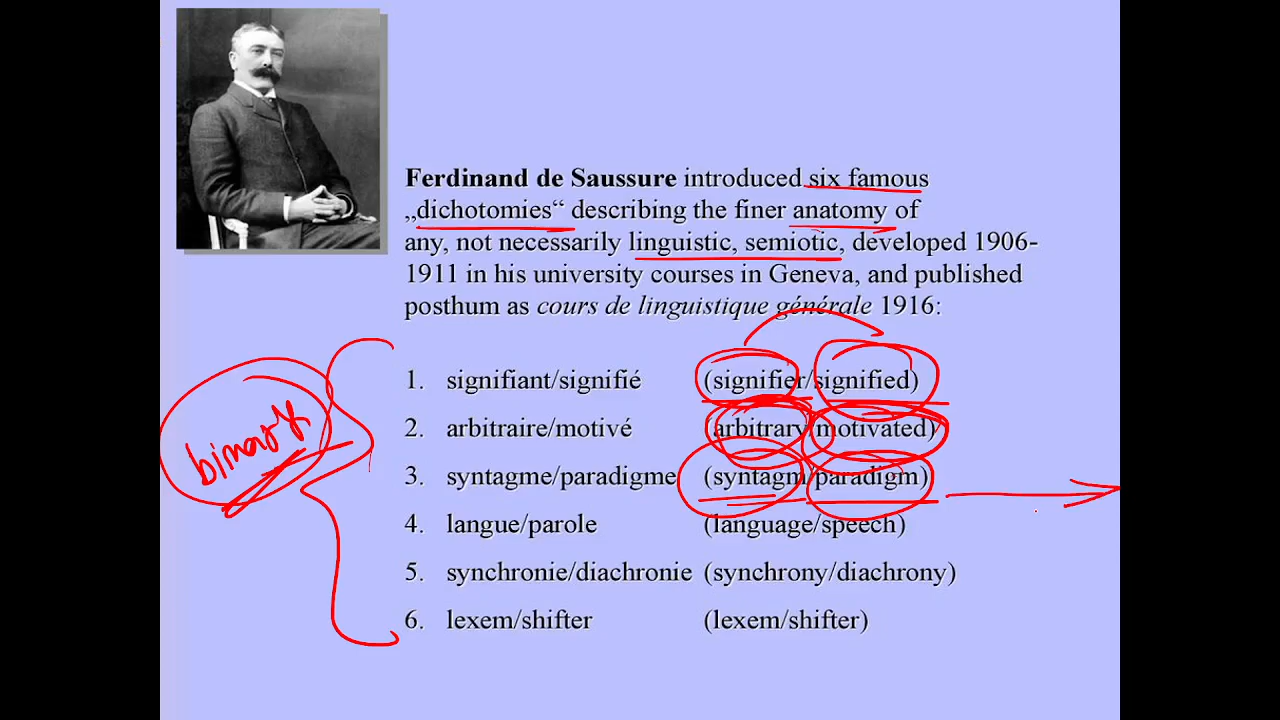 Ferdinand de Saussure introduced six famous
„dichotomies“ describing the finer anatomy of
any, not necessarily linguistic, semiotic, developed 1906-
1911 in his university courses in Geneva, and published
posthum as cours de linguistique générale 1916:
1. signifiant/signifié (signifier/signified)
2. arbitraire/motivé (arbitrary/motivated)
3. syntagme/paradigme (syntagm/paradigm)
4. langue/parole (language/speech)
5. synchronie/diachronie (synchrony/diachrony)
6. lexem/shifter (lexem/shifter)
binary